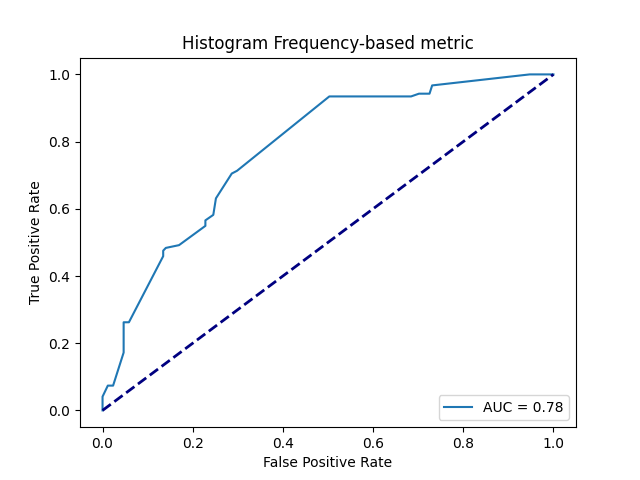 Histogram Frequency-based metric
True Positive Rate
1.0
0.8
0.6
0.4
0.2
0.0
AUC = 0.78
0.0 0.2 0.4 0.6 0.8 1.0
False Positive Rate